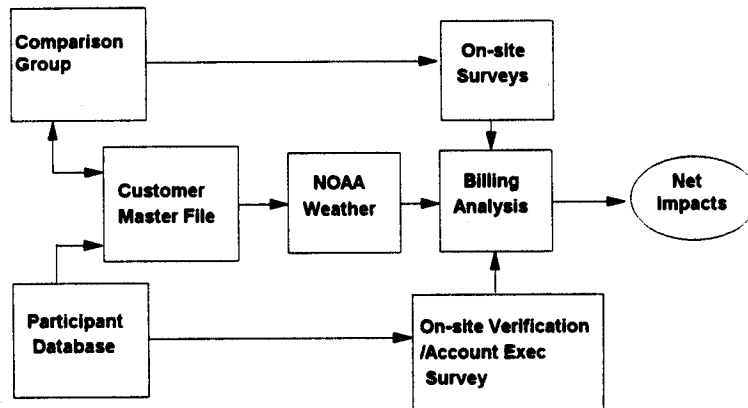 Comparison
Group
On-site
Surveys
Customer
Master File
NOAA
Weather
Billing
Analysis
Net
Impacts
Participant
Database
On-site Verification
/Account Exec
Survey